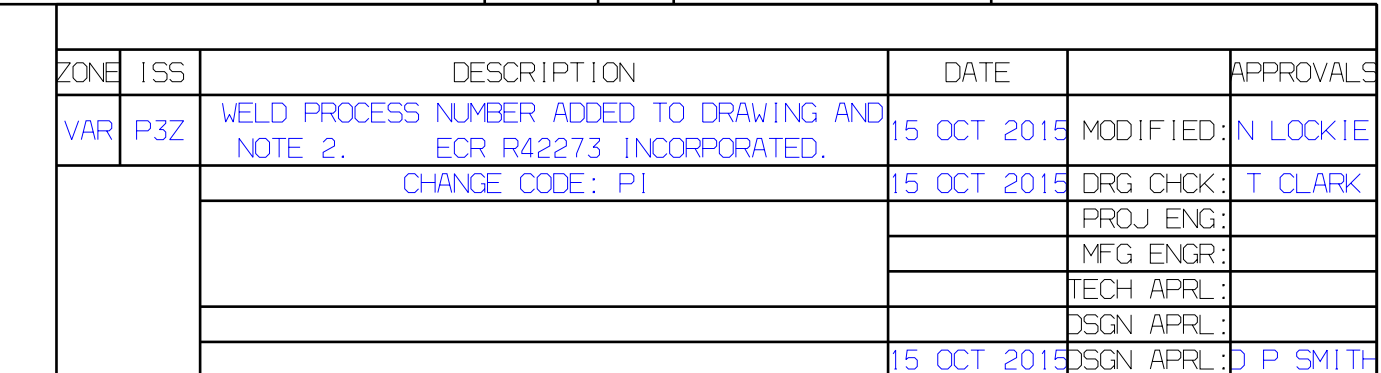 ZONE ISS DESCRIPTION DATE APPROVALS
VAR P3Z WELD PROCESS NUMBER ADDED TO DRAWING AND 15 OCT 2015 MODIFIED: N LOCKIE
NOTE 2. ECR R42273 INCORPORATED.
CHANGE CODE: PI 15 OCT 2015 DRG CHCK: T CLARK
PROJ ENG:
MFG ENGR:
TECH APRL:
DSGN APRL:
15 OCT 2015 DSGN APRL: D P SMITH